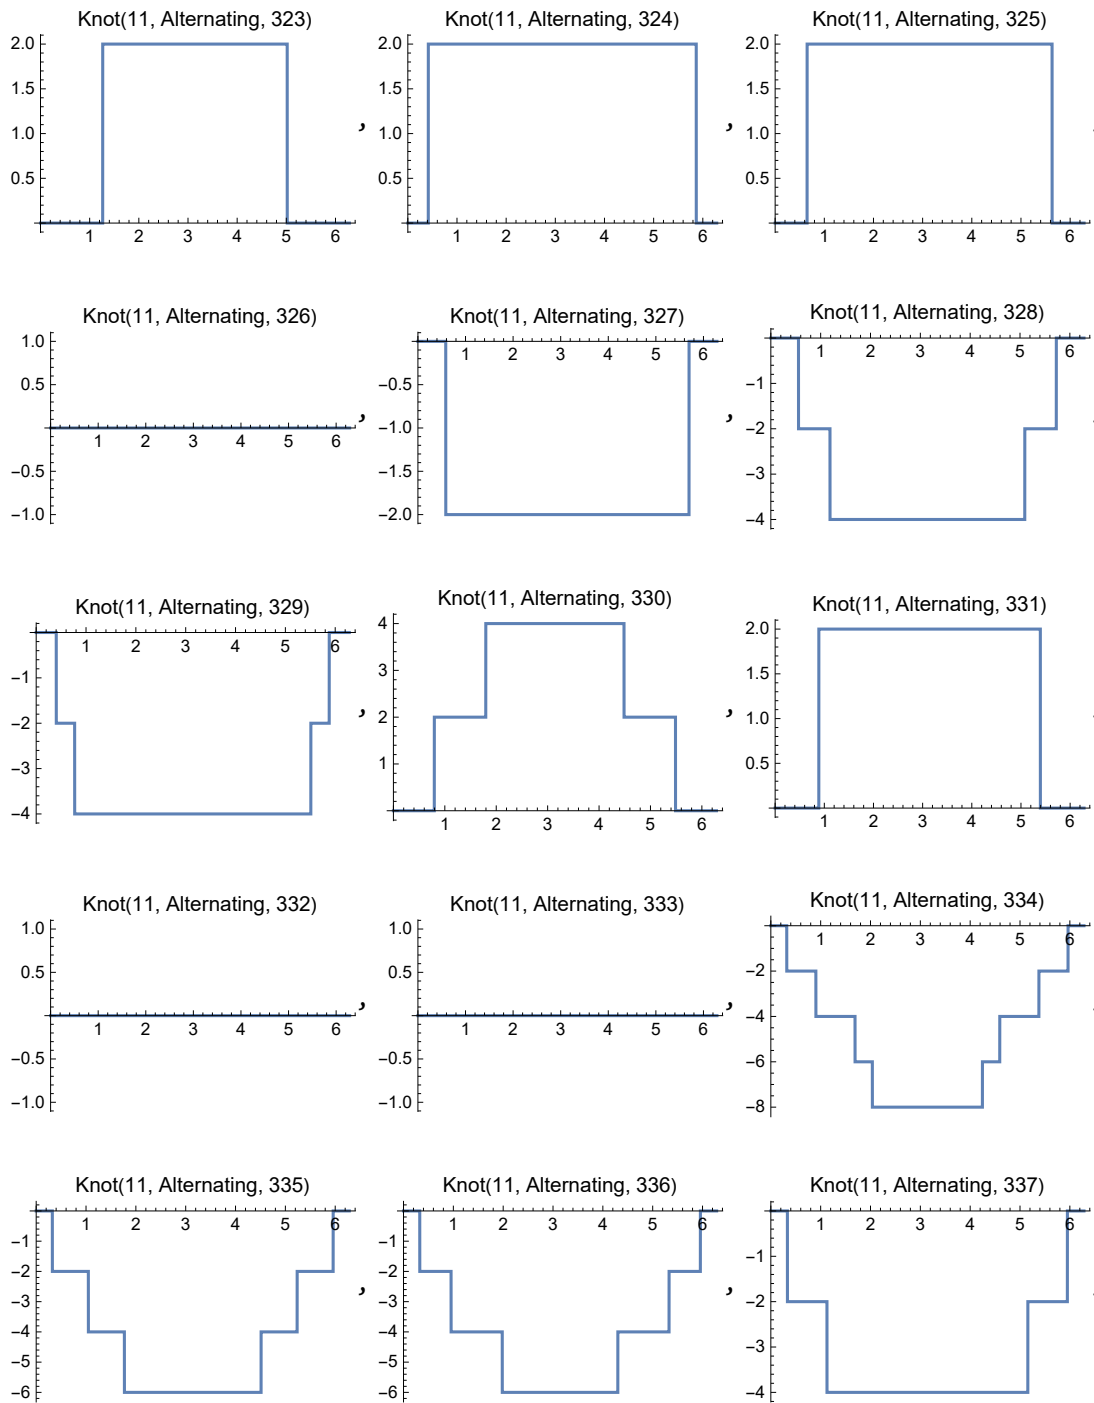 Knot(11, Alternating, 323)
2.0
1.5
1.0
0.5
1 2 3 4 5 6
,
Knot(11, Alternating, 324)
2.0
1.5
1.0
0.5
1 2 3 4 5 6
,
Knot(11, Alternating, 325)
2.0
1.5
1.0
0.5
1 2 3 4 5 6
Knot(11, Alternating, 326)
1.0
0.5
1 2 3 4 5 6
−0.5
−1.0
,
Knot(11, Alternating, 327)
1 2 3 4 5 6
−0.5
−1.0
−1.5
−2.0
,
Knot(11, Alternating, 328)
1 2 3 4 5 6
−1
−2
−3
−4
Knot(11, Alternating, 329)
1 2 3 4 5 6
−1
−2
−3
−4
,
Knot(11, Alternating, 330)
4
3
2
1
1 2 3 4 5 6
,
Knot(11, Alternating, 331)
2.0
1.5
1.0
0.5
1 2 3 4 5 6
Knot(11, Alternating, 332)
1.0
0.5
1 2 3 4 5 6
−0.5
−1.0
,
Knot(11, Alternating, 333)
1.0
0.5
1 2 3 4 5 6
−0.5
−1.0
,
Knot(11, Alternating, 334)
1 2 3 4 5 6
−2
−4
−6
−8
Knot(11, Alternating, 335)
1 2 3 4 5 6
−1
−2
−3
−4
−5
−6
,
Knot(11, Alternating, 336)
1 2 3 4 5 6
−1
−2
−3
−4
−5
−6
,
Knot(11, Alternating, 337)
1 2 3 4 5 6
−1
−2
−3
−4